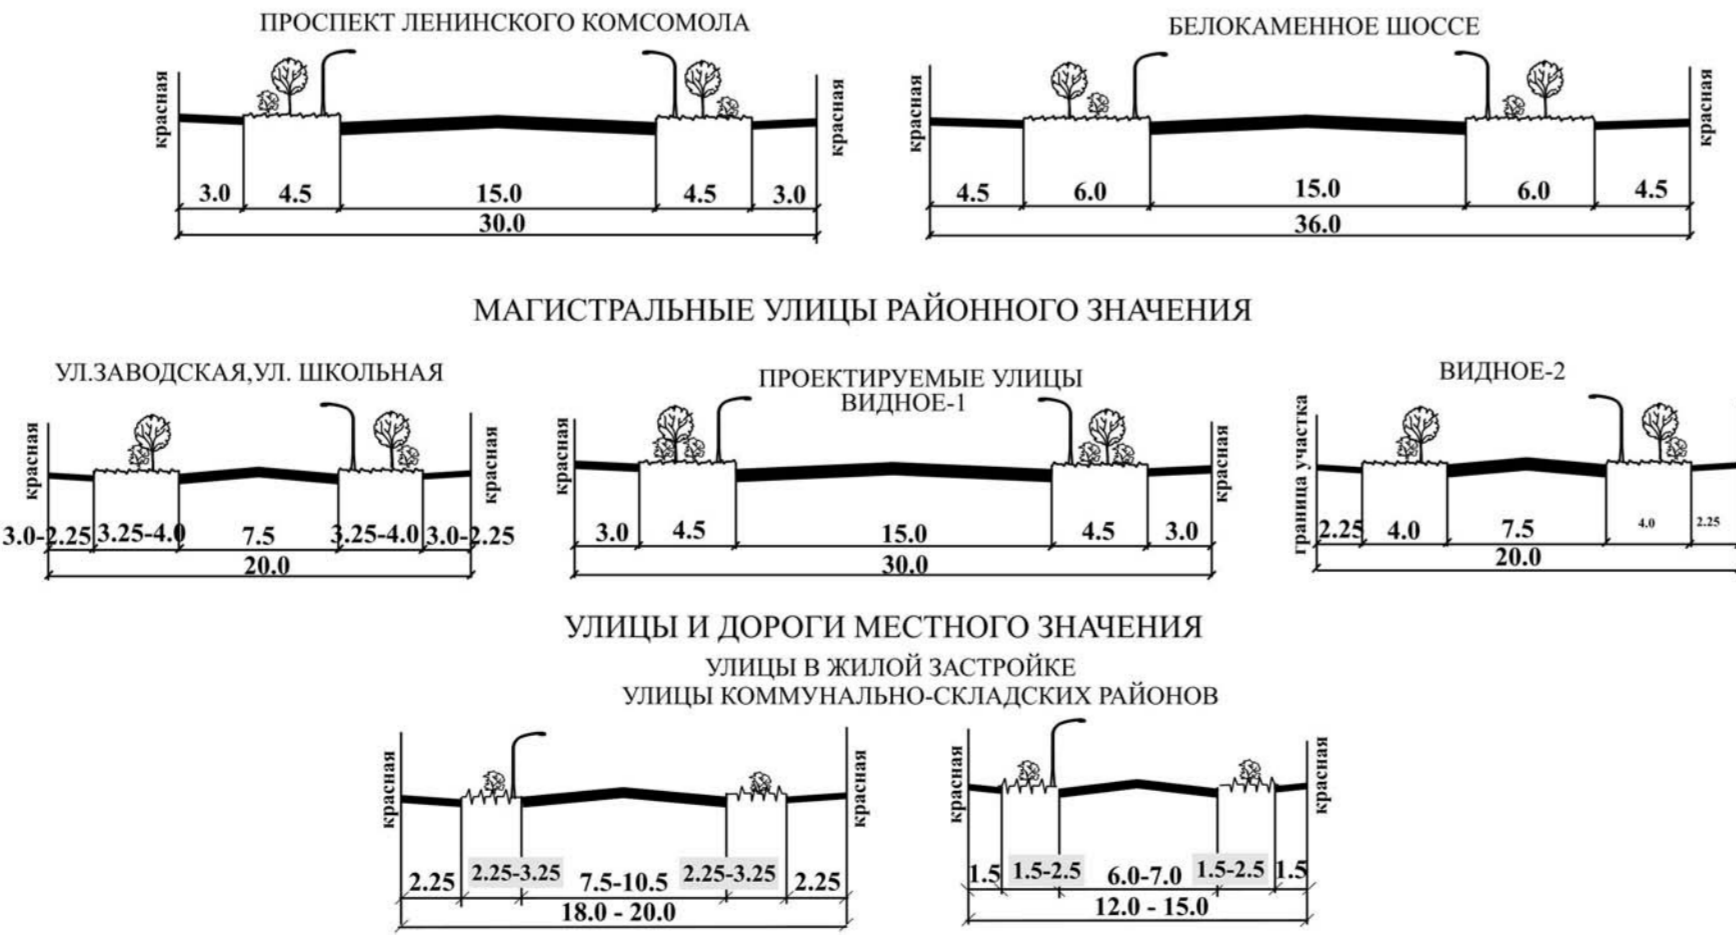 ПРОСПЕКТ ЛЕНИНСКОГО КОМСОМОЛА
красная
красная
3.0 4.5 15.0 4.5 3.0
30.0
БЕЛОКАМЕННОЕ ШОССЕ
красная
красная
4.5 6.0 15.0 6.0 4.5
36.0
МАГИСТРАЛЬНЫЕ УЛИЦЫ РАЙОННОГО ЗНАЧЕНИЯ
УЛ.ЗАВОДСКАЯ,УЛ. ШКОЛЬНАЯ
красная
красная
3.0-2.25 3.25-4.0 7.5 3.25-4.0 3.0-2.25
20.0
ПРОЕКТИРУЕМЫЕ УЛИЦЫ
ВИДНОЕ-1
красная
красная
3.0 4.5 15.0 4.5 3.0
30.0
ВИДНОЕ-2
граница участка
2.25 4.0 7.5 4.0 2.25
20.0
УЛИЦЫ И ДОРОГИ МЕСТНОГО ЗНАЧЕНИЯ
УЛИЦЫ В ЖИЛОЙ ЗАСТРОЙКЕ
УЛИЦЫ КОММУНАЛЬНО-СКЛАДСКИХ РАЙОНОВ
красная
красная
2.25 2.25-3.25 7.5-10.5 2.25-3.25 2.25
18.0 - 20.0
красная
красная
1.5 1.5-2.5 6.0-7.0 1.5-2.5 1.5
12.0 - 15.0